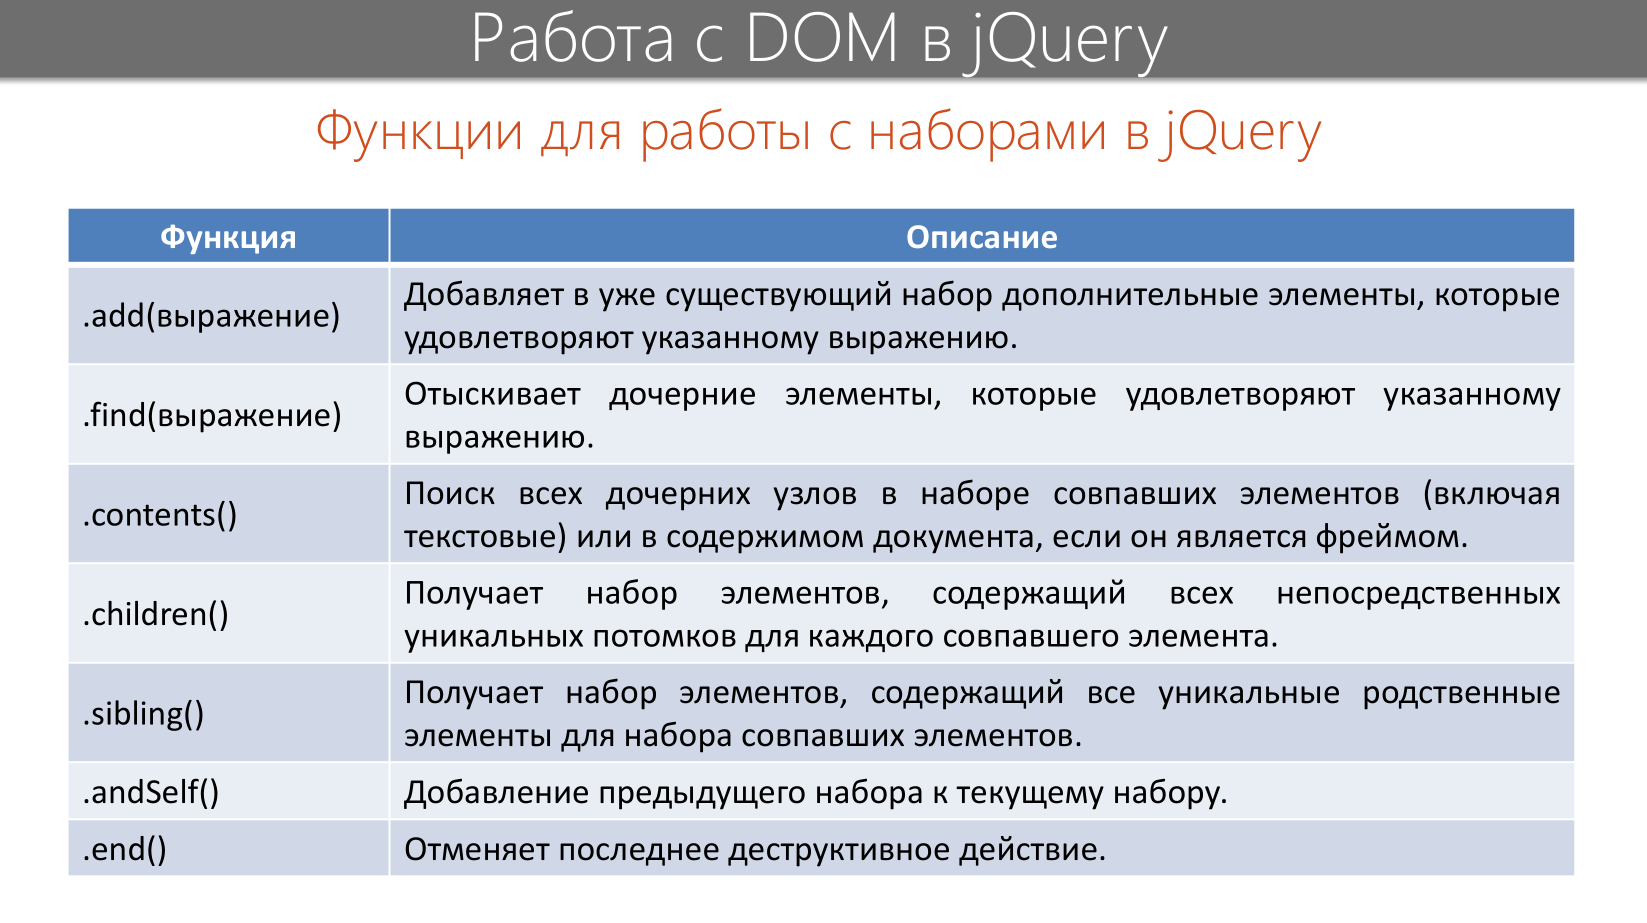 Работа с DOM в jQuery
Функции для работы с наборами в jQuery
Функция
Описание
.add(выражение)
Добавляет в уже существующий набор дополнительные элементы, которые
удовлетворяют указанному выражению.
.find(выражение)
Отыскивает дочерние элементы, которые удовлетворяют указанному
выражению.
.contents()
Поиск всех дочерних узлов в наборе совпавших элементов (включая
текстовые) или в содержимом документа, если он является фреймом.
.children()
Получает набор элементов, содержащий всех непосредственных
уникальных потомков для каждого совпавшего элемента.
.sibling()
Получает набор элементов, содержащий все уникальные родственные
элементы для набора совпавших элементов.
.andSelf()
Добавление предыдущего набора к текущему набору.
.end()
Отменяет последнее деструктивное действие.